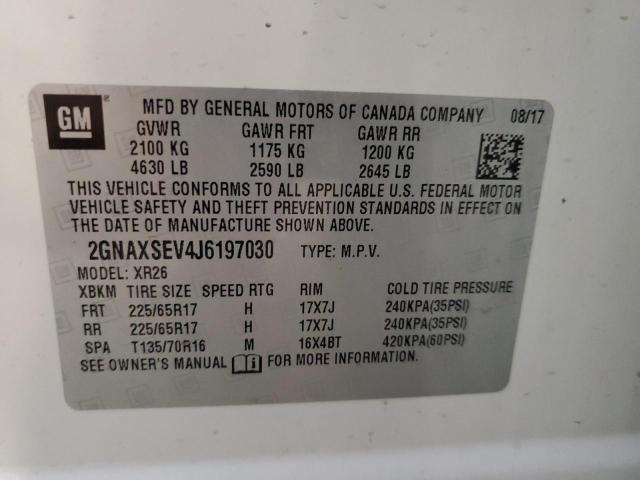 GM
MFD BY GENERAL MOTORS OF CANADA COMPANY 08/17
GVWR GAWR FRT GAWR RR
2100 KG 1175 KG 1200 KG
4630 LB 2590 LB 2645 LB
THIS VEHICLE CONFORMS TO ALL APPLICABLE U.S. FEDERAL MOTOR
VEHICLE SAFETY AND THEFT PREVENTION STANDARDS IN EFFECT ON
THE DATE OF MANUFACTURE SHOWN ABOVE.
2GNAXSEV4J6197030 TYPE: M.P.V.
MODEL: XR26
XBKM TIRE SIZE SPEED RTG RIM COLD TIRE PRESSURE
FRT 225/65R17 H 17X7J 240KPA(35PSI)
RR 225/65R17 H 17X7J 240KPA(35PSI)
SPA T135/70R16 M 16X4BT 420KPA(60PSI)
SEE OWNER'S MANUAL FOR MORE INFORMATION.